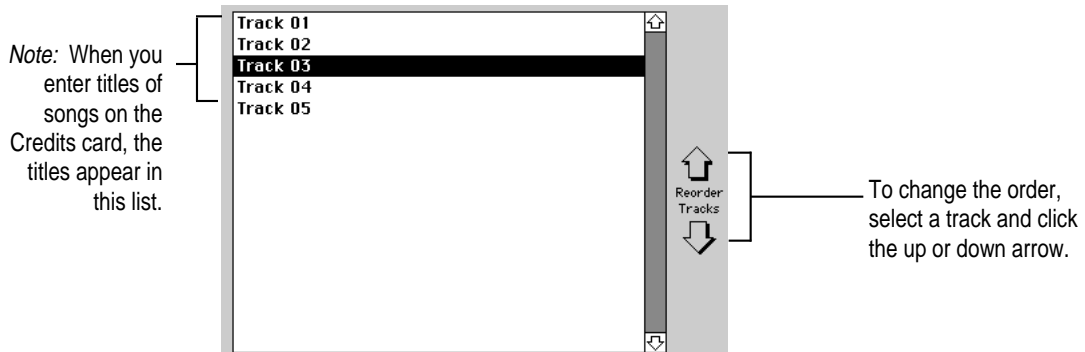 Note: When you
enter titles of
songs on the
Credits card, the
titles appear in
this list.
Track 01
Track 02
Track 03
Track 04
Track 05
Reorder
Tracks
To change the order,
select a track and click
the up or down arrow.